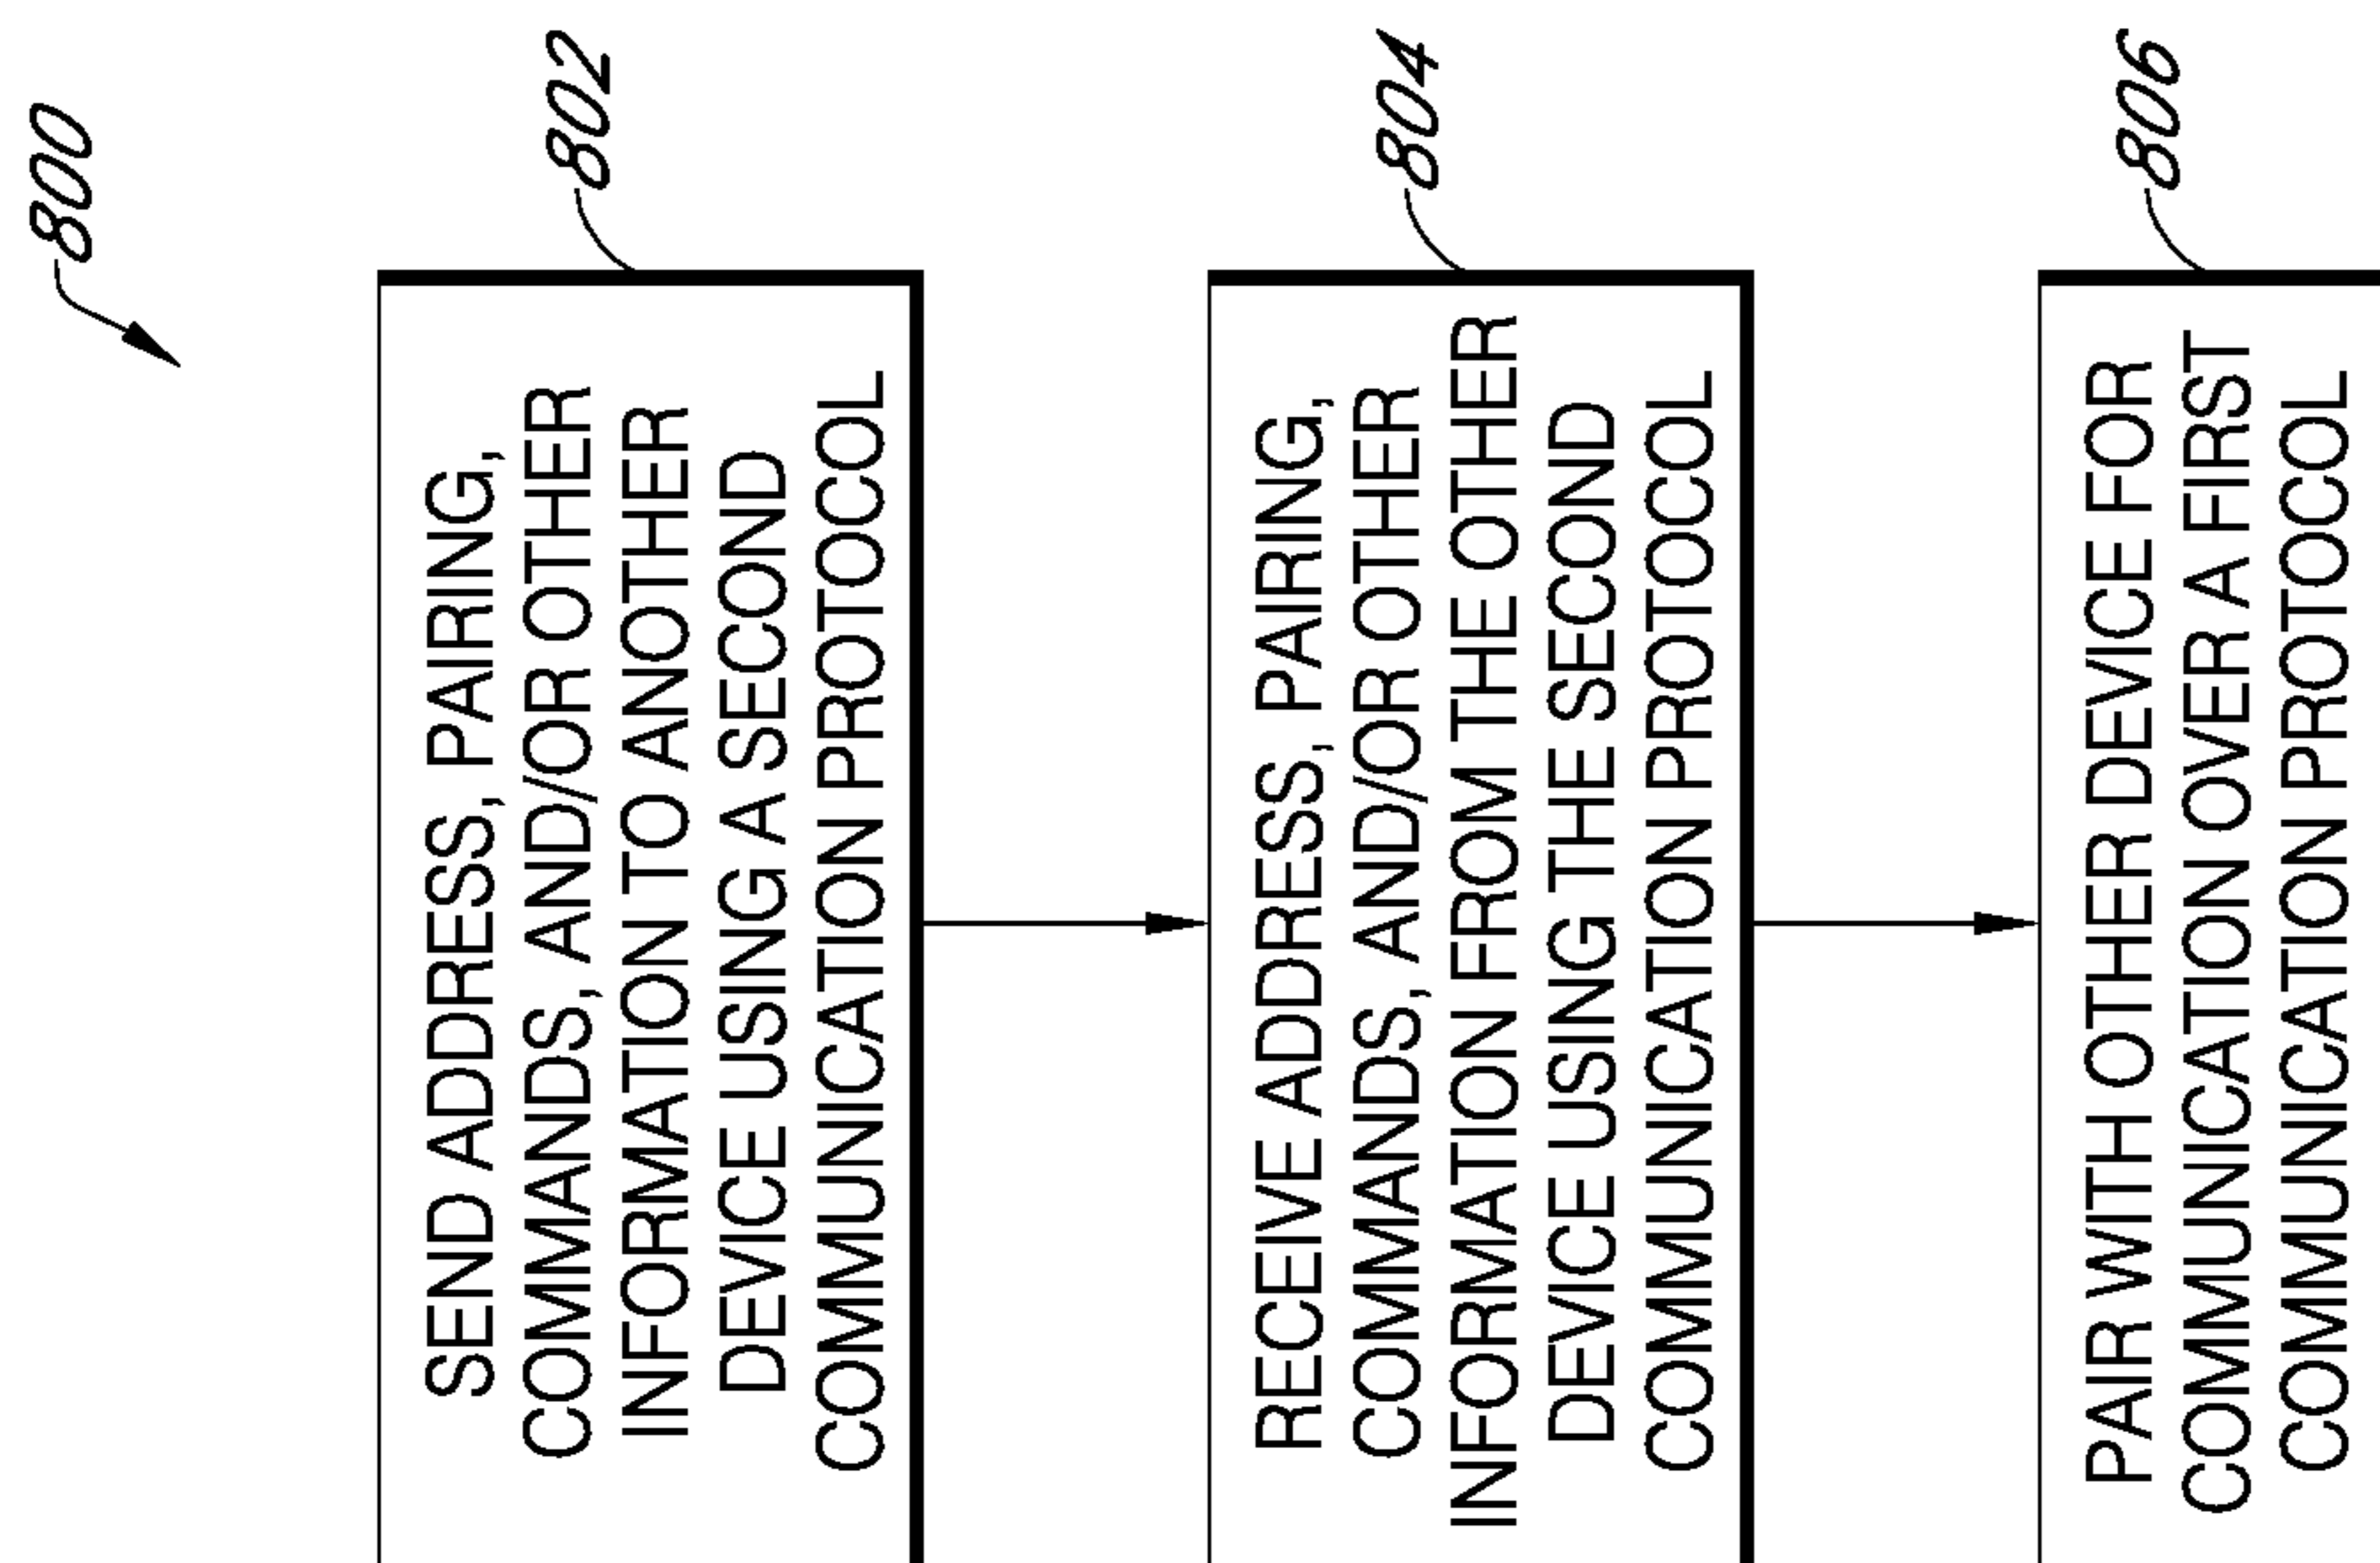 800
802
SEND ADDRESS, PAIRING,
COMMANDS, AND/OR OTHER
INFORMATION TO ANOTHER
DEVICE USING A SECOND
COMMUNICATION PROTOCOL
804
RECEIVE ADDRESS, PAIRING,
COMMANDS, AND/OR OTHER
INFORMATION FROM THE OTHER
DEVICE USING THE SECOND
COMMUNICATION PROTOCOL
806
PAIR WITH OTHER DEVICE FOR
COMMUNICATION OVER A FIRST
COMMUNICATION PROTOCOL